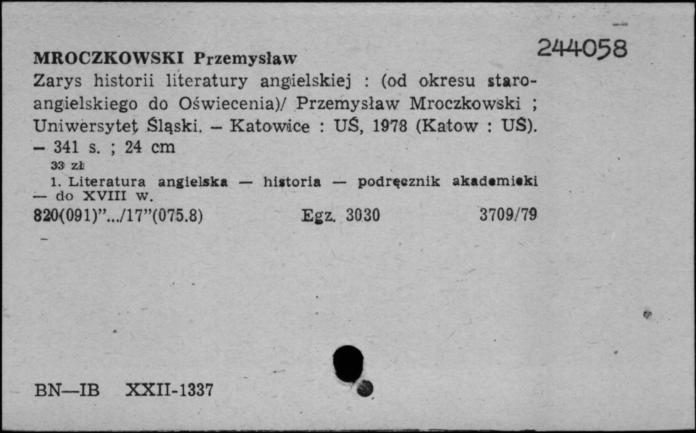 244058
MROCZKOWSKI Przemysław
Zarys historii literatury angielskiej : (od okresu staro-
angielskiego do Oświecenia)/ Przemysław Mroczkowski ;
Uniwersytet Śląski. — Katowice : UŚ, 1978 (Katow : UŚ).
— 341 s. ; 24 cm
33 zł
1. Literatura angielska — historia — podręcznik akademicki
— do XVIII w.
820(091)”.../17”(075.8) Egz. 3030 3709/79
BN—IB XXII-1337